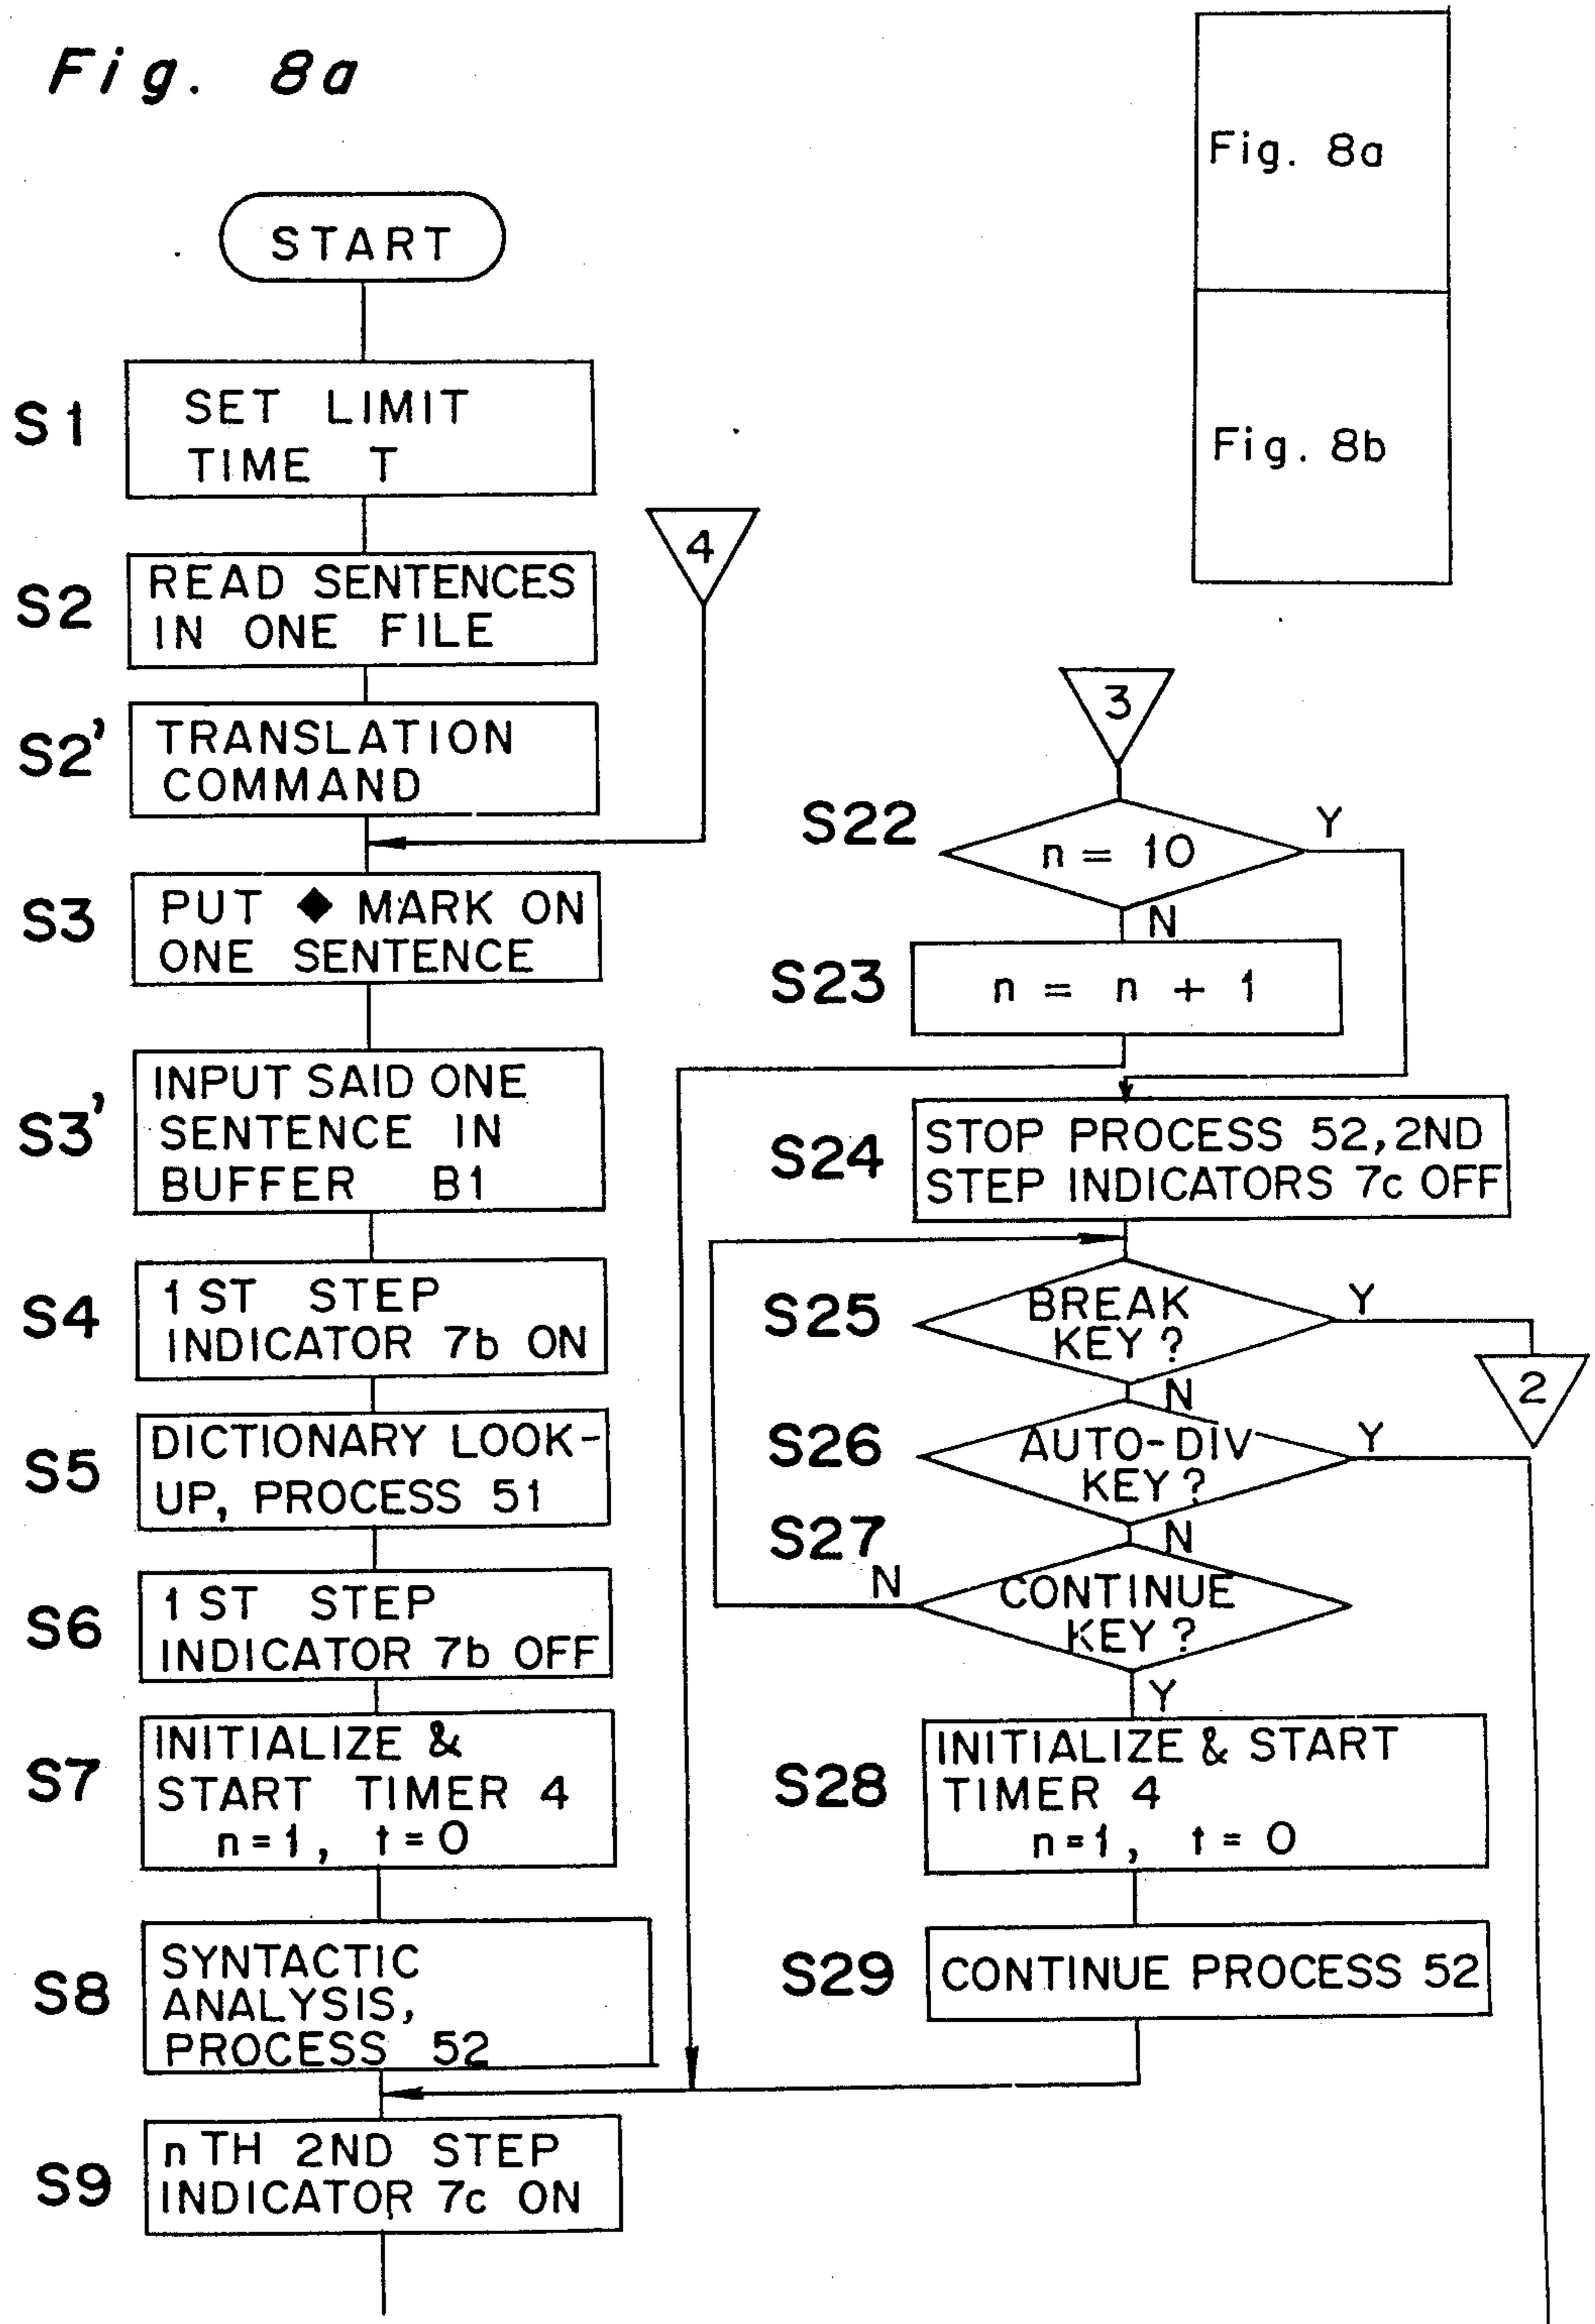 Fig. 8a
Fig. 8a
Fig. 8b
START
S1
SET LIMIT
TIME T
S2
READ SENTENCES
IN ONE FILE
4
S2'
TRANSLATION
COMMAND
S3
PUT ◆ MARK ON
ONE SENTENCE
S3'
INPUT SAID ONE
SENTENCE IN
BUFFER B1
S4
1ST STEP
INDICATOR 7b ON
S5
DICTIONARY LOOK-
UP, PROCESS 51
S6
1ST STEP
INDICATOR 7b OFF
S7
INITIALIZE &
START TIMER 4
n=1, t=0
S8
SYNTACTIC
ANALYSIS,
PROCESS 52
S9
nTH 2ND STEP
INDICATOR 7c ON
3
S22
n = 10
Y
N
S23
n = n + 1
S24
STOP PROCESS 52,2ND
STEP INDICATORS 7c OFF
S25
BREAK
KEY?
Y
2
N
S26
AUTO-DIV
KEY?
Y
N
S27
N
CONTINUE
KEY?
Y
S28
INITIALIZE & START
TIMER 4
n=1, t=0
S29
CONTINUE PROCESS 52